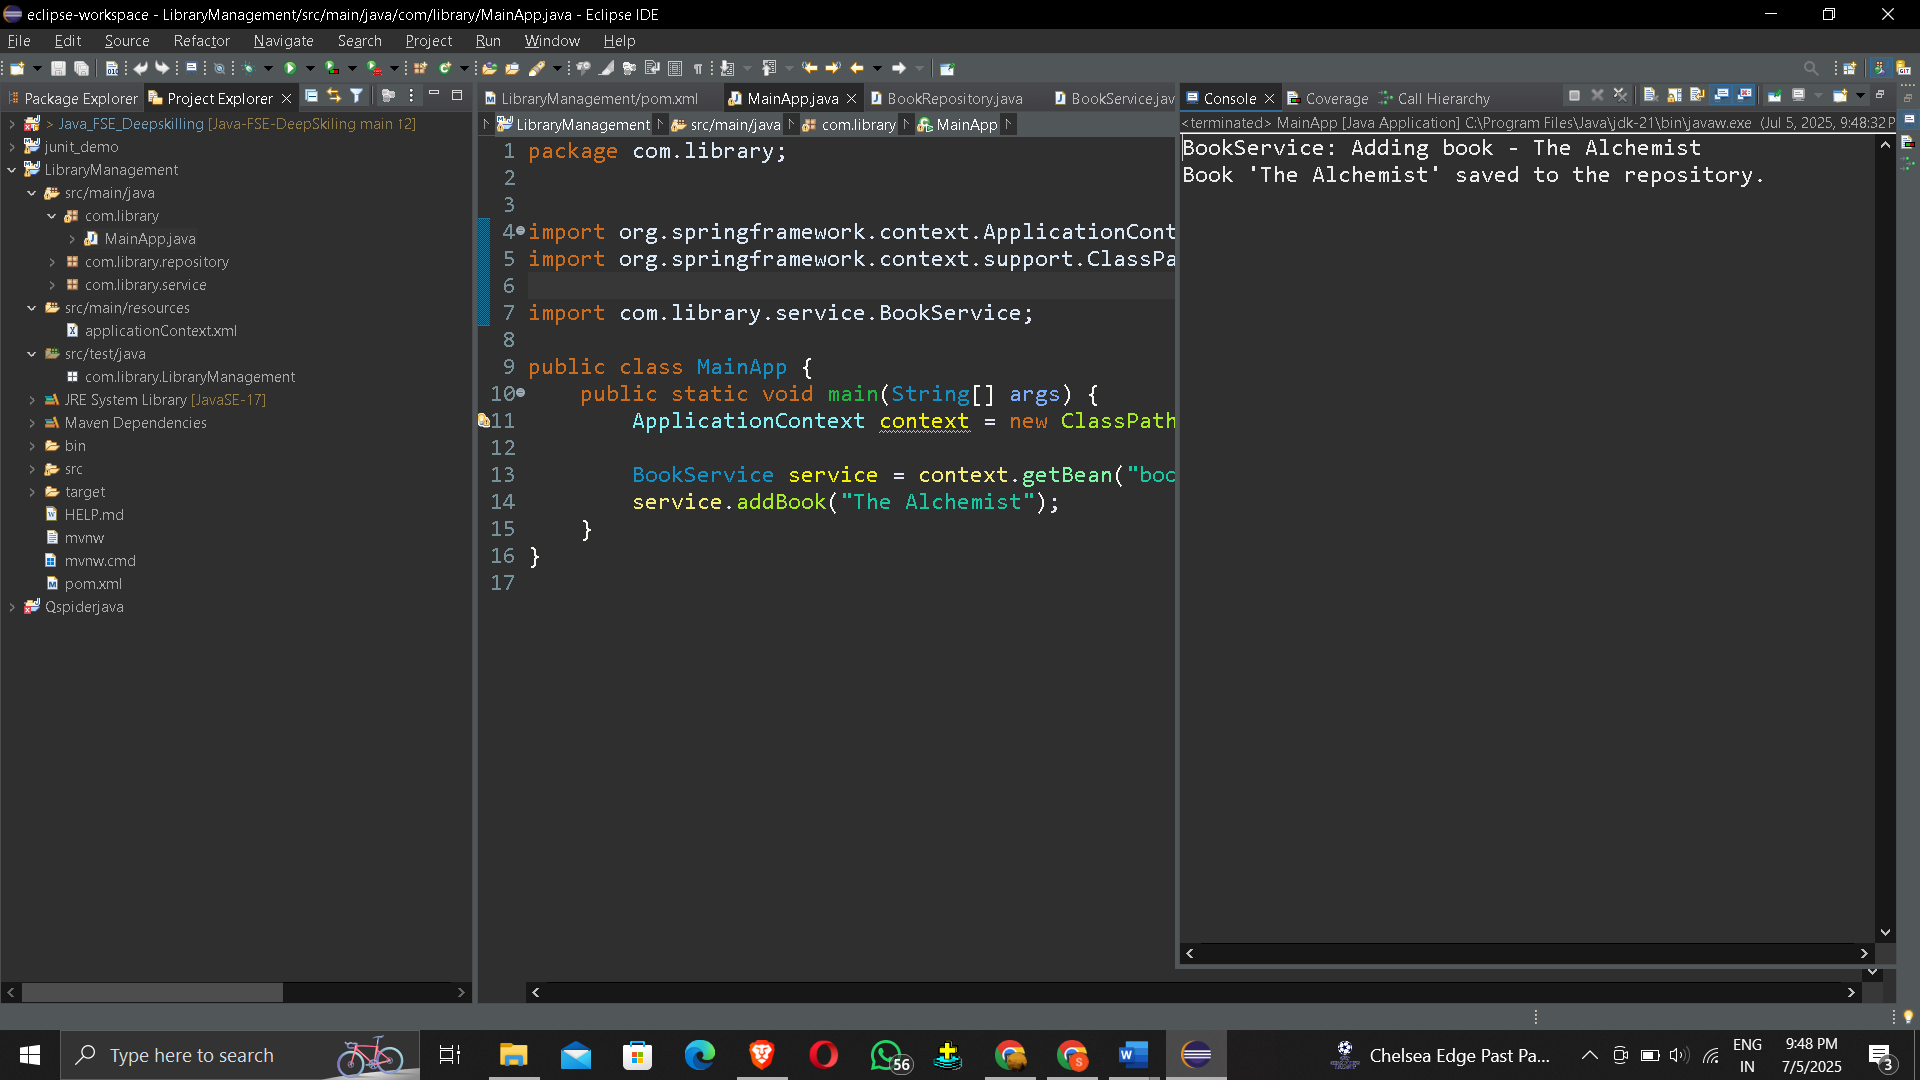 eclipse-workspace - LibraryManagement/src/main/java/com/library/MainApp.java - Eclipse IDE
File Edit Source Refactor Navigate Search Project Run Window Help
Package Explorer Project Explorer
> Java_FSE_Deepskilling [Java-FSE-DeepSkiling main ↑2]
junit_demo
LibraryManagement
src/main/java
com.library
MainApp.java
com.library.repository
com.library.service
src/main/resources
applicationContext.xml
src/test/java
com.library.LibraryManagement
JRE System Library [JavaSE-17]
Maven Dependencies
bin
src
target
HELP.md
mvnw
mvnw.cmd
pom.xml
Qspiderjava
LibraryManagement/pom.xml MainApp.java BookRepository.java BookService.jav
LibraryManagement src/main/java com.library MainApp
1 package com.library;
2
3
4 import org.springframework.context.ApplicationCont
5 import org.springframework.context.support.ClassPa
6
7 import com.library.service.BookService;
8
9 public class MainApp {
10 public static void main(String[] args) {
11 ApplicationContext context = new ClassPath
12
13 BookService service = context.getBean("boo
14 service.addBook("The Alchemist");
15 }
16 }
17
Console Coverage Call Hierarchy
<terminated> MainApp [Java Application] C:\Program Files\Java\jdk-21\bin\javaw.exe (Jul 5, 2025, 9:48:32 P
BookService: Adding book - The Alchemist
Book 'The Alchemist' saved to the repository.
Type here to search
56
Chelsea Edge Past Pa...
ENG
IN
9:48 PM
7/5/2025
3